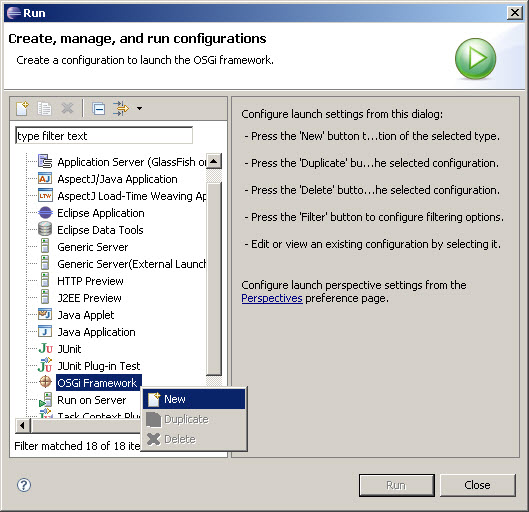 Run
Create, manage, and run configurations
Create a configuration to launch the OSGi framework.
type filter text
Application Server (GlassFish or
AJ AspectJ/Java Application
LTW AspectJ Load-Time Weaving Ap
Eclipse Application
Eclipse Data Tools
Generic Server
Generic Server(External Launch
HTTP Preview
J2EE Preview
Java Applet
Java Application
JU JUnit
JU JUnit Plug-in Test
OSGi Framework
Run on Server
Task Context Plu
New
Duplicate
Delete
Filter matched 18 of 18 ite
Configure launch settings from this dialog:
- Press the 'New' button t...tion of the selected type.
- Press the 'Duplicate' bu...he selected configuration.
- Press the 'Delete' butto...he selected configuration.
- Press the 'Filter' button to configure filtering options.
- Edit or view an existing configuration by selecting it.
Configure launch perspective settings from the
Perspectives preference page.
?
Run
Close